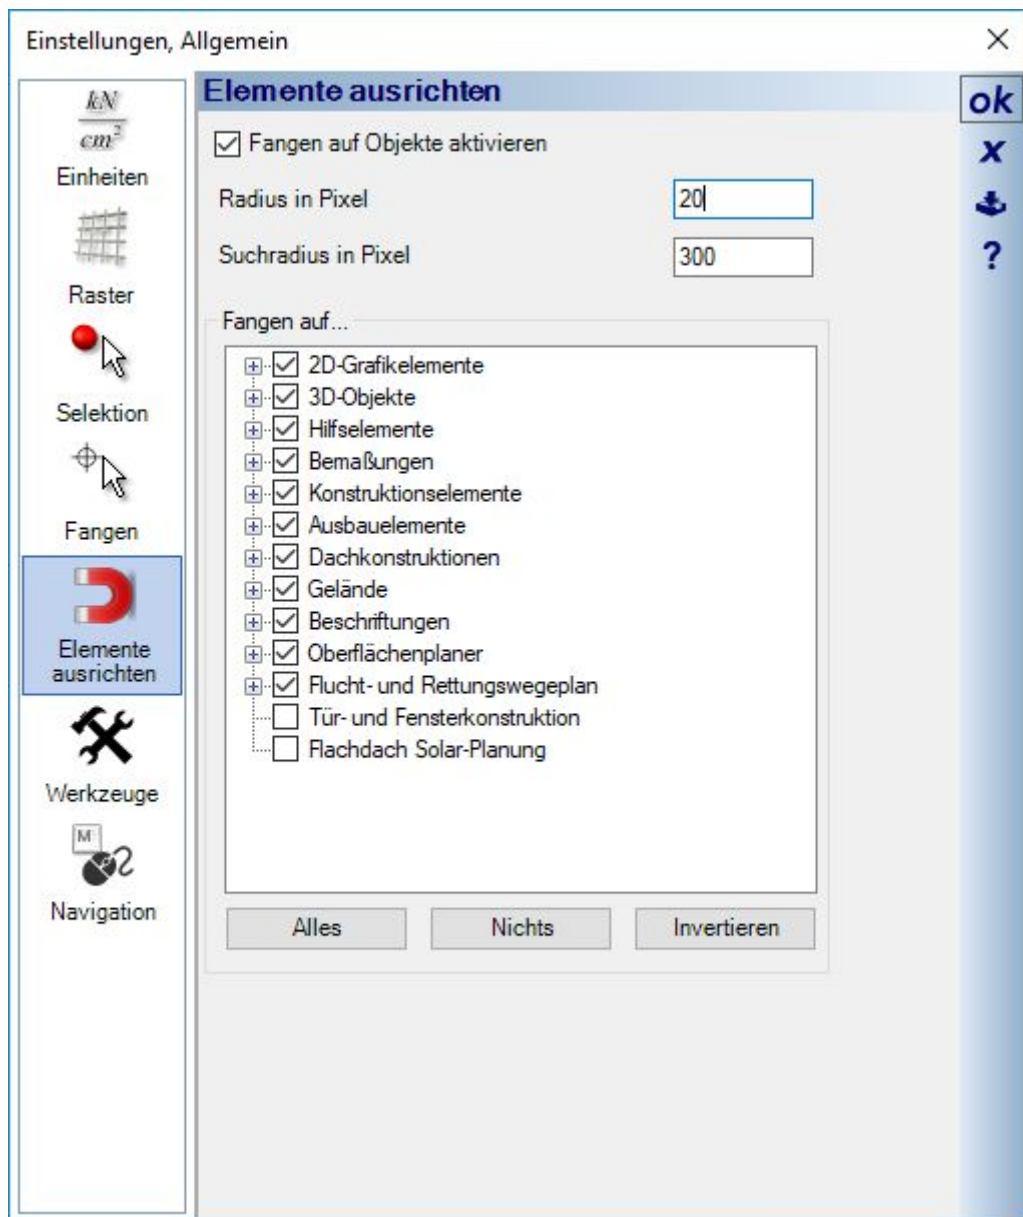 Einstellungen, Allgemein
kN
cm²
Einheiten
Raster
Selektion
Fangen
Elemente
ausrichten
Werkzeuge
M
Navigation
Elemente ausrichten
Fangen auf Objekte aktivieren
Radius in Pixel
20
Suchradius in Pixel
300
Fangen auf...
2D-Grafikelemente
3D-Objekte
Hilfselemente
Bemaßungen
Konstruktionselemente
Ausbauelemente
Dachkonstruktionen
Gelände
Beschriftungen
Oberflächenplaner
Flucht- und Rettungswegeplan
Tür- und Fensterkonstruktion
Flachdach Solar-Planung
Alles Nichts Invertieren
ok
x
?